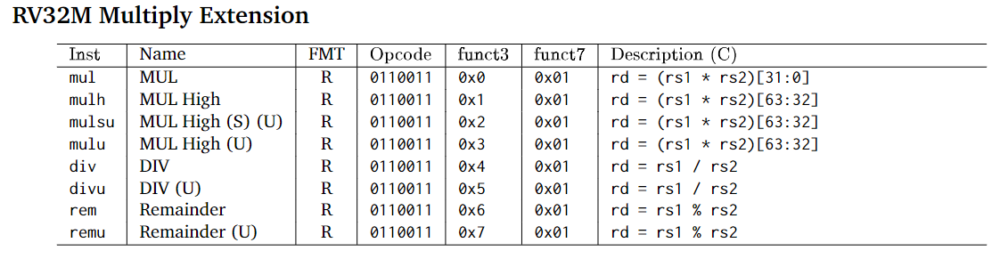 RV32M Multiply Extension
Inst Name FMT Opcode funct3 funct7 Description (C)
mul MUL R 0110011 0x0 0x01 rd = (rs1 * rs2)[31:0]
mulh MUL High R 0110011 0x1 0x01 rd = (rs1 * rs2)[63:32]
mulsu MUL High (S) (U) R 0110011 0x2 0x01 rd = (rs1 * rs2)[63:32]
mulu MUL High (U) R 0110011 0x3 0x01 rd = (rs1 * rs2)[63:32]
div DIV R 0110011 0x4 0x01 rd = rs1 / rs2
divu DIV (U) R 0110011 0x5 0x01 rd = rs1 / rs2
rem Remainder R 0110011 0x6 0x01 rd = rs1 % rs2
remu Remainder (U) R 0110011 0x7 0x01 rd = rs1 % rs2